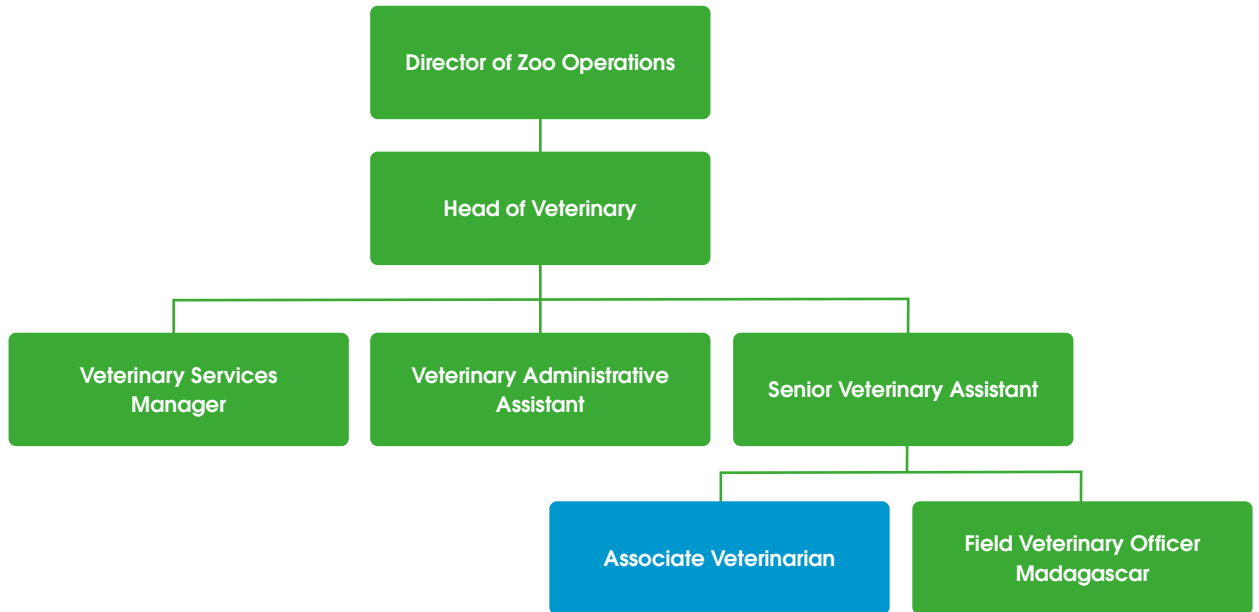 Director of Zoo Operations
Head of Veterinary
Veterinary Services
Manager
Veterinary Administrative
Assistant
Senior Veterinary Assistant
Associate Veterinarian
Field Veterinary Officer
Madagascar